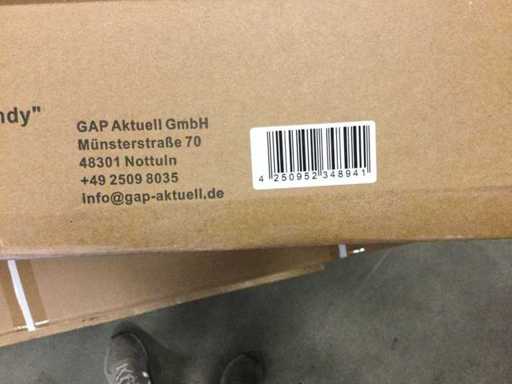 ndy"
GAP Aktuell GmbH
Münsterstraße 70
48301 Nottuln
+49 2509 8035
info@gap-aktuell.de
4 250952 348941